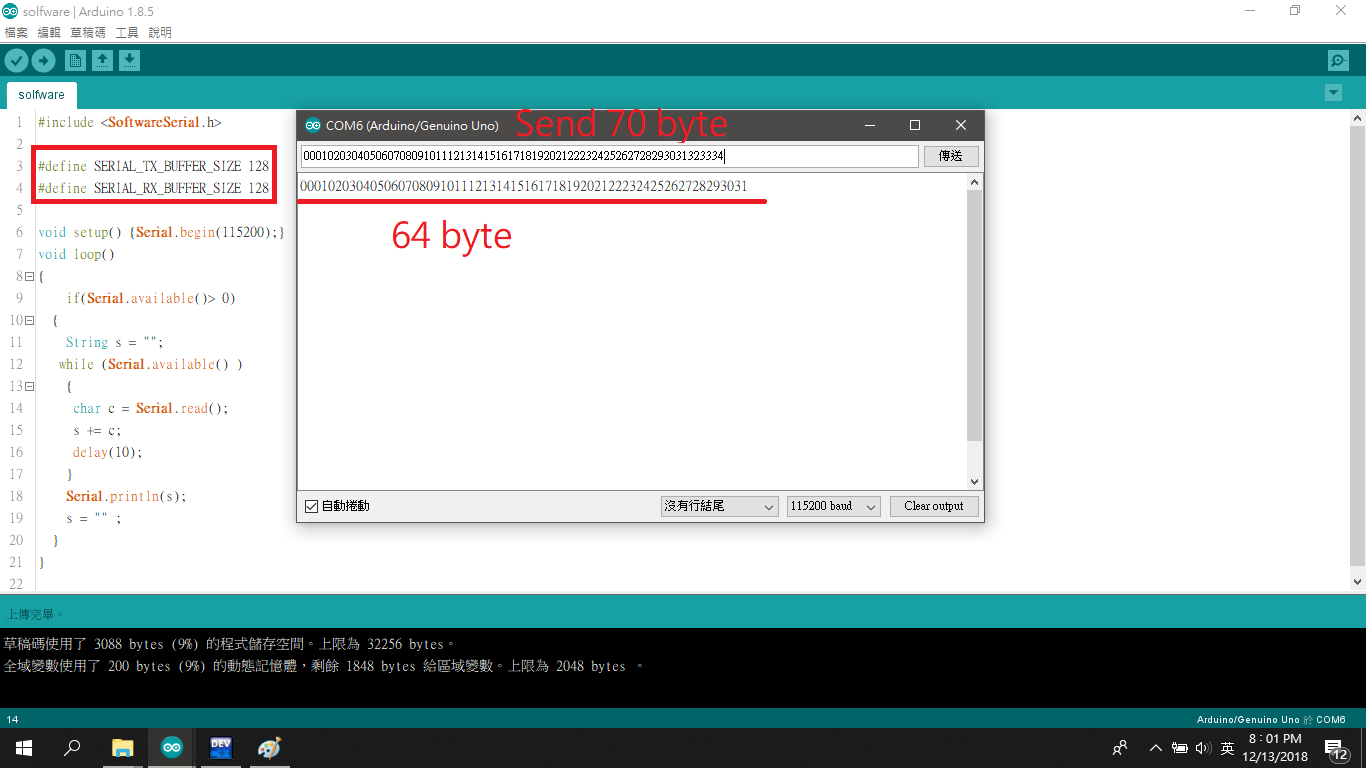 solfware | Arduino 1.8.5
檔案 編輯 草稿碼 工具 說明
solfware
1 #include <SoftwareSerial.h>
2
3 #define SERIAL_TX_BUFFER_SIZE 128
4 #define SERIAL_RX_BUFFER_SIZE 128
5
6 void setup() {Serial.begin(115200);}
7 void loop()
8 {
9 if(Serial.available()> 0)
10 {
11 String s = "";
12 while (Serial.available() )
13 {
14 char c = Serial.read();
15 s += c;
16 delay(10);
17 }
18 Serial.println(s);
19 s = "" ;
20 }
21 }
22
COM6 (Arduino/Genuino Uno)
Send 70 byte
0001020304050607080910111213141516171819202122232425262728293031323334
傳送
0001020304050607080910111213141516171819202122232425262728293031
64 byte
自動捲動
沒有行結尾
115200 baud
Clear output
上傳完畢。
草稿碼使用了 3088 bytes (9%) 的程式儲存空間。上限為 32256 bytes。
全域變數使用了 200 bytes (9%) 的動態記憶體，剩餘 1848 bytes 給區域變數。上限為 2048 bytes 。
14
Arduino/Genuino Uno 於 COM6
DEV
英
8：01 PM
12/13/2018
12